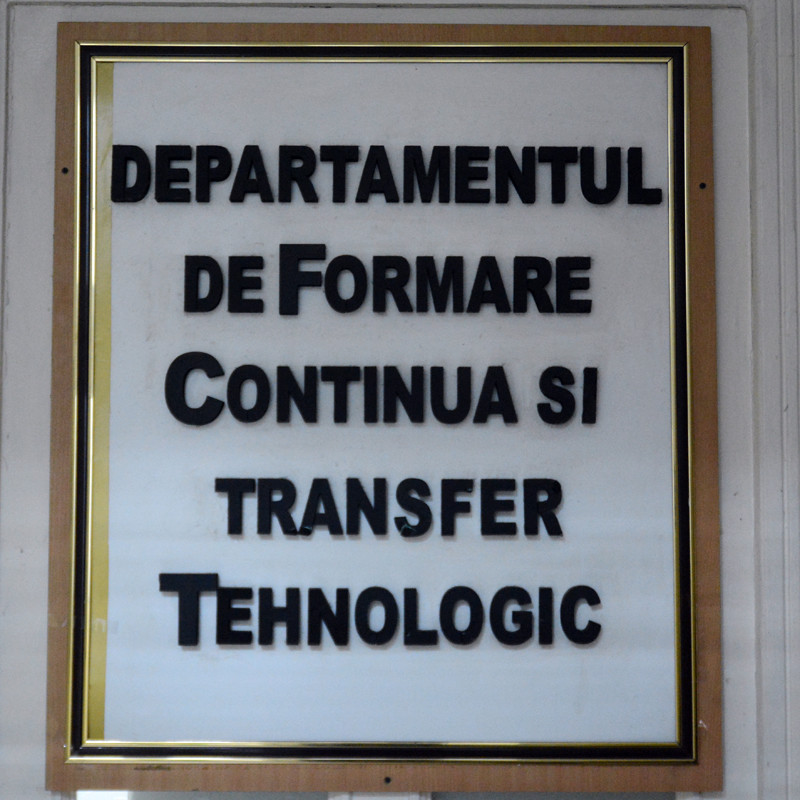 DEPARTAMENTUL
DE FORMARE
CONTINUA SI
TRANSFER
TEHNOLOGIC